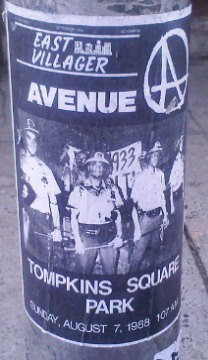 EAST
VILLAGER
AVENUE A
1933
TOMPKINS SQUARE
PARK
SUNDAY, AUGUST 7, 1988